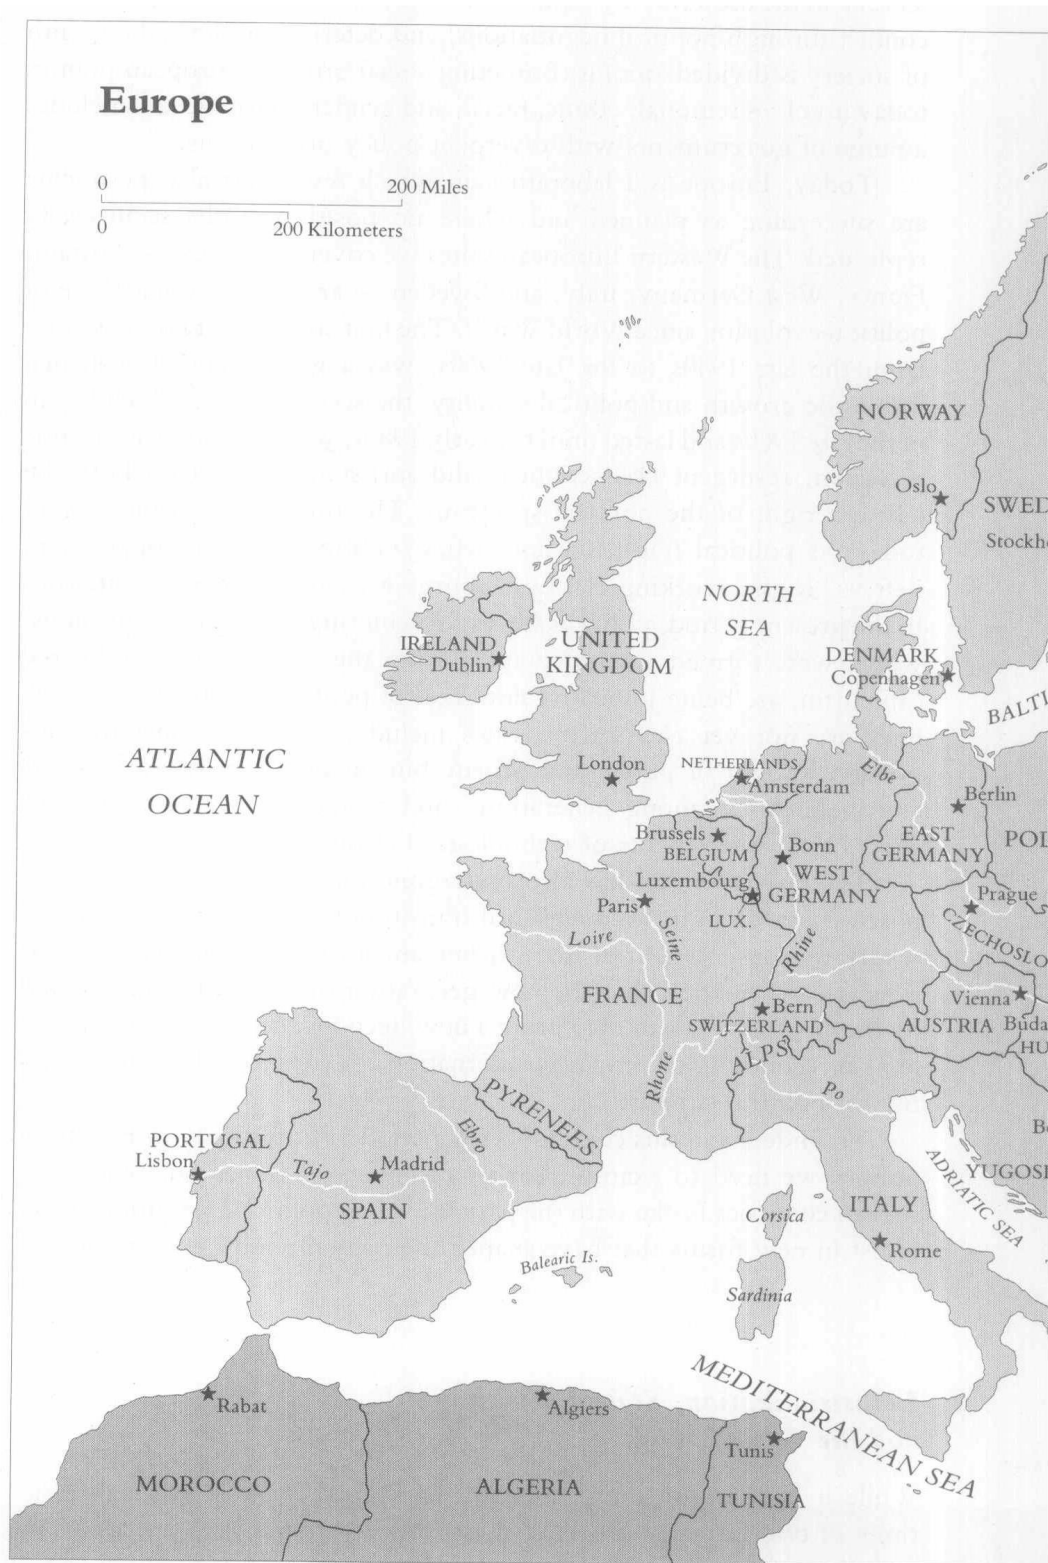 Europe
0
200 Miles
0
200 Kilometers
NORWAY
Oslo
SWED
Stockh
NORTH
SEA
IRELAND
Dublin
UNITED
KINGDOM
DENMARK
Copenhagen
BALTI
ATLANTIC
OCEAN
London
NETHERLANDS
Amsterdam
Elbe
Berlin
Brussels
BELGIUM
Bonn
EAST
GERMANY
POL
Luxembourg
WEST
GERMANY
LUX.
Prague
CZECHOSLO
Paris
Seine
Loire
Rhine
FRANCE
Bern
SWITZERLAND
Vienna
AUSTRIA
Buda
HU
ALPS
Rhone
Po
PYRENEES
Ebro
PORTUGAL
Lisbon
Tajo
Madrid
SPAIN
Be
YUGOSI
ADRIATIC SEA
Corsica
ITALY
Rome
Balearic Is.
Sardinia
MEDITERRANEAN SEA
Rabat
Algiers
Tunis
MOROCCO
ALGERIA
TUNISIA